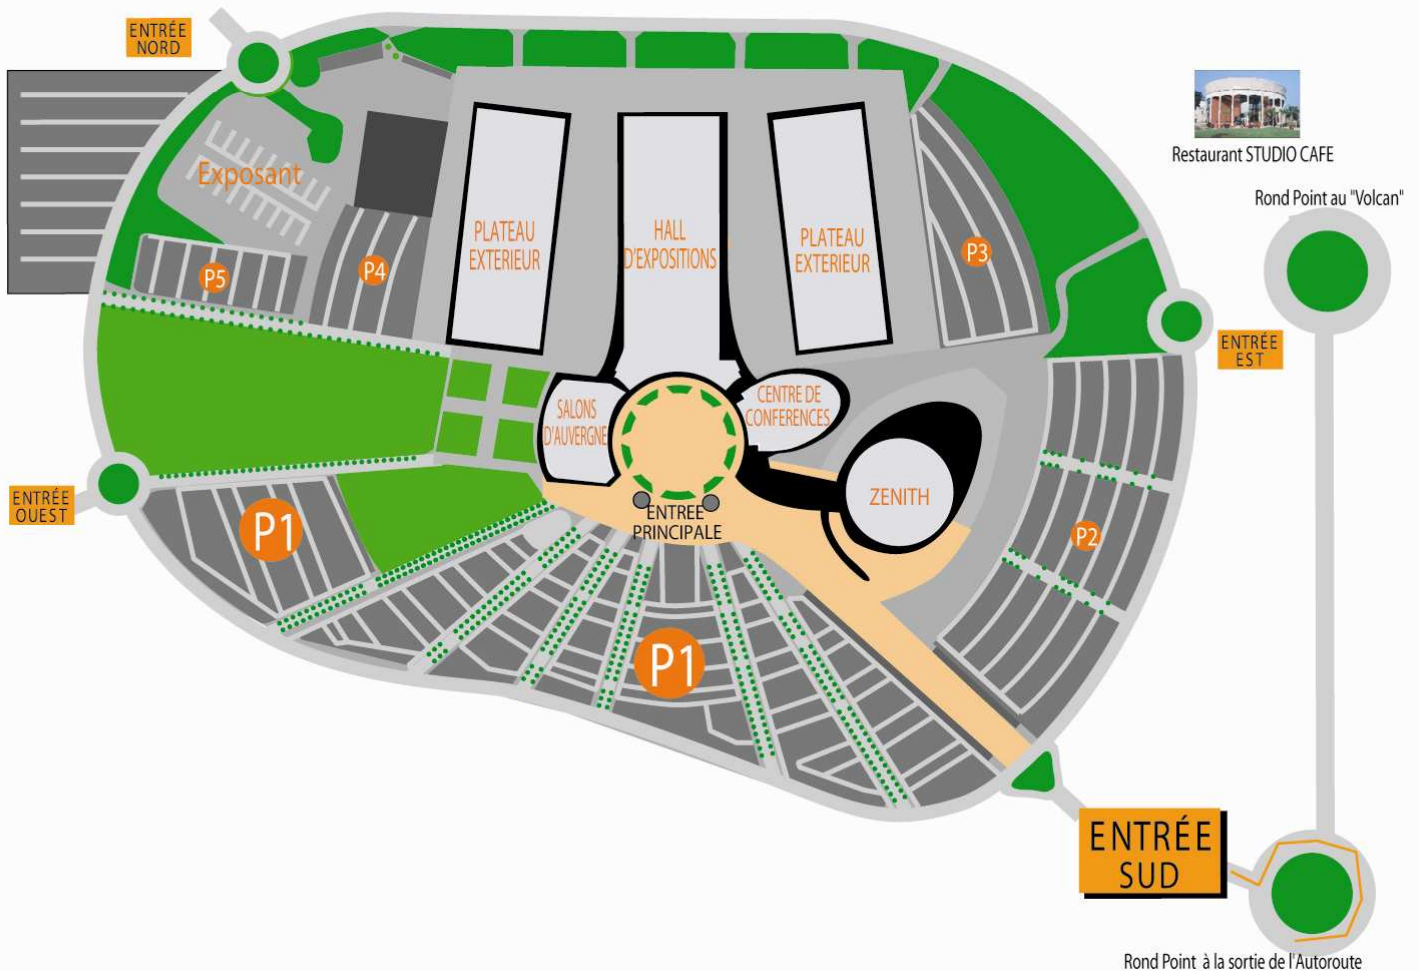 ENTRÉE
NORD
Restaurant STUDIO CAFE
Exposant
Rond Point au "Volcan"
PLATEAU
EXTERIEUR
HALL
D'EXPOSITIONS
PLATEAU
EXTERIEUR
P3
P4
P5
ENTRÉE
EST
SALONS
D'AUVERGNE
CENTRE DE
CONFERENCES
ENTRÉE
OUEST
ZENITH
ENTREE
PRINCIPALE
P1
P2
P1
ENTRÉE
SUD
Rond Point à la sortie de l'Autoroute